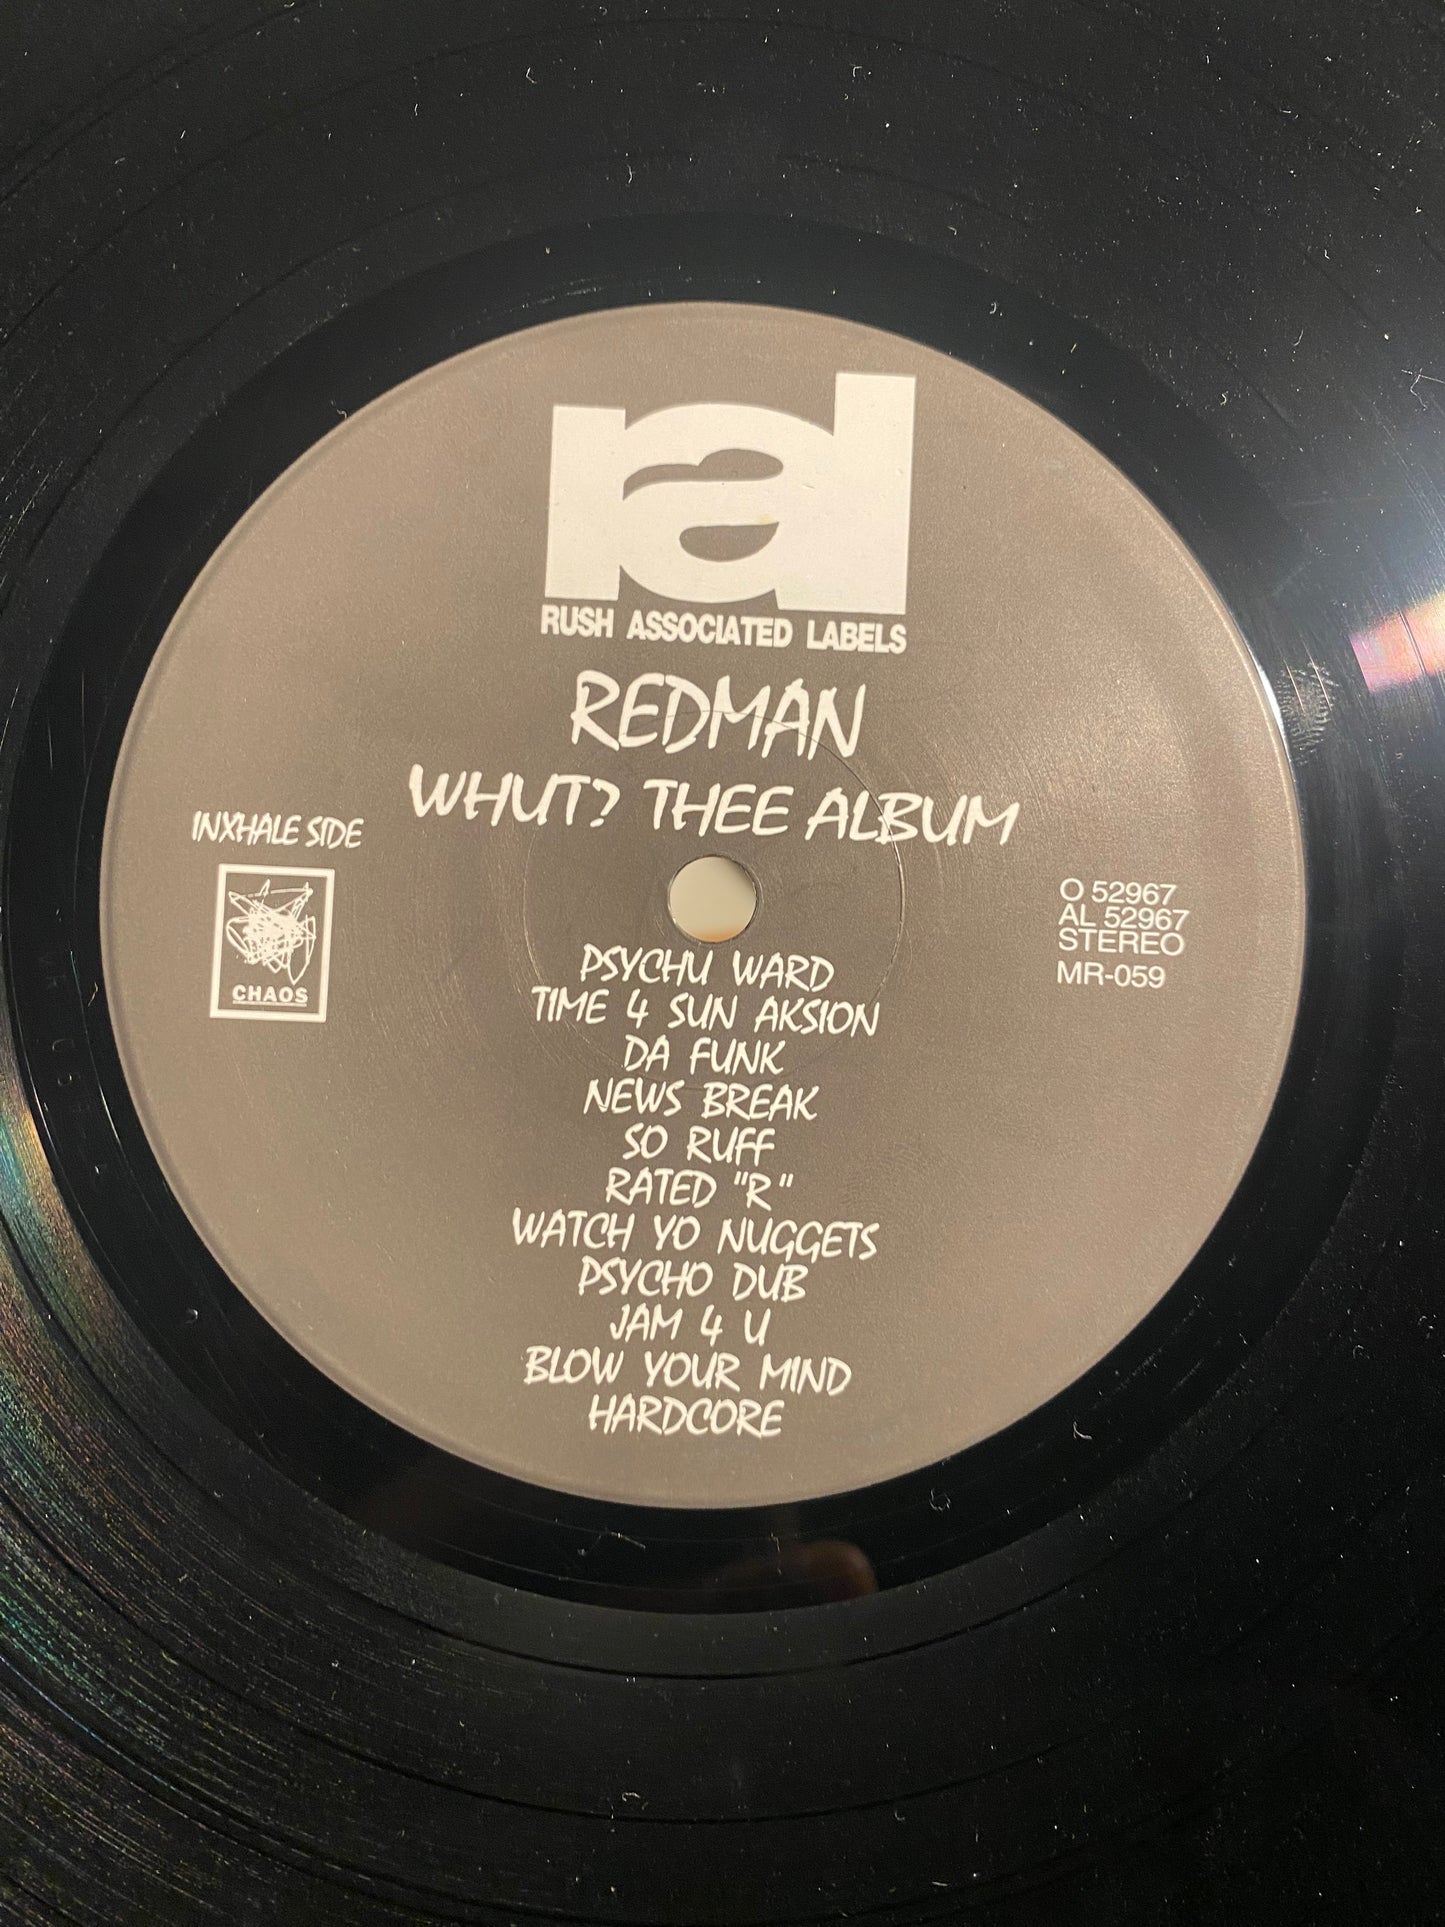 ral
RUSH ASSOCIATED LABELS
REDMAN
WHUT? THEE ALBUM
INXHALE SIDE
CHAOS
O 52967
AL 52967
STEREO
MR-059
PSYCHU WARD
TIME 4 SUN AKSION
DA FUNK
NEWS BREAK
SO RUFF
RATED "R"
WATCH YO NUGGETS
PSYCHO DUB
JAM 4 U
BLOW YOUR MIND
HARDCORE